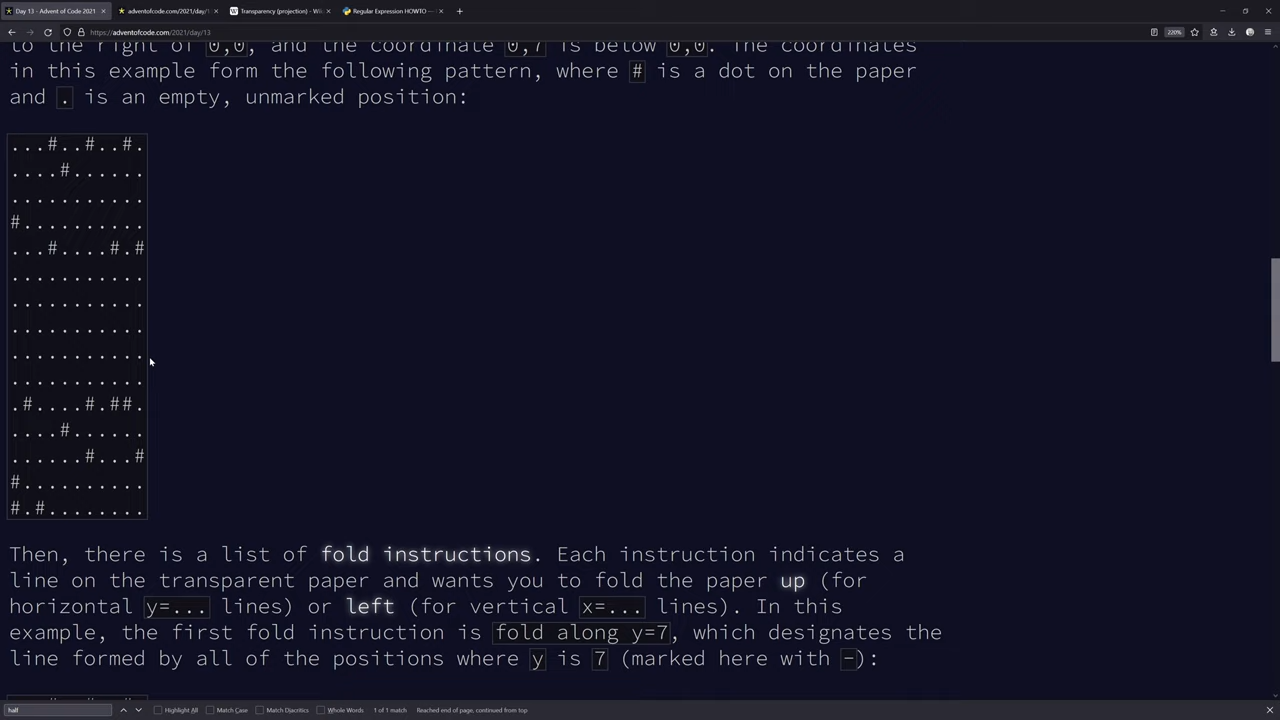 Day 13 - Advent of Code 2021
adventofcode.com/2021/day/1
Transparency (projection) - Wi
Regular Expression HOWTO —
https://adventofcode.com/2021/day/13
220%
to the right of 0,0, and the coordinate 0,7 is below 0,0. The coordinates
in this example form the following pattern, where # is a dot on the paper
and . is an empty, unmarked position:
...#..#..#.
....#......
...........
#..........
...#....#.#
...........
...........
...........
...........
...........
.#....#.##.
....#......
......#...#
#..........
#.#........
Then, there is a list of fold instructions. Each instruction indicates a
line on the transparent paper and wants you to fold the paper up (for
horizontal y=... lines) or left (for vertical x=... lines). In this
example, the first fold instruction is fold along y=7, which designates the
line formed by all of the positions where y is 7 (marked here with -):
half
Highlight All
Match Case
Match Diacritics
Whole Words
1 of 1 match
Reached end of page, continued from top